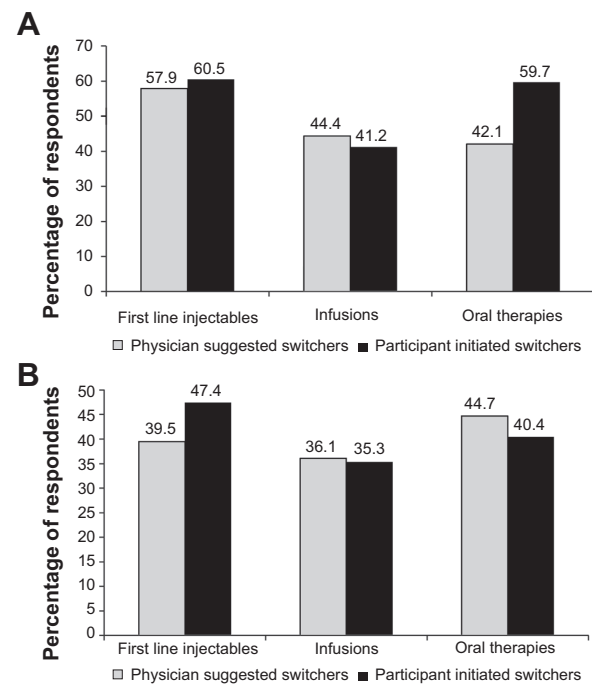 A
Percentage of respondents
70
60
50
40
30
20
10
0
57.9
60.5
44.4
41.2
42.1
59.7
First line injectables
Infusions
Oral therapies
Physician suggested switchers
Participant initiated switchers
B
Percentage of respondents
50
45
40
35
30
25
20
15
10
5
0
39.5
47.4
36.1
35.3
44.7
40.4
First line injectables
Infusions
Oral therapies
Physician suggested switchers
Participant initiated switchers